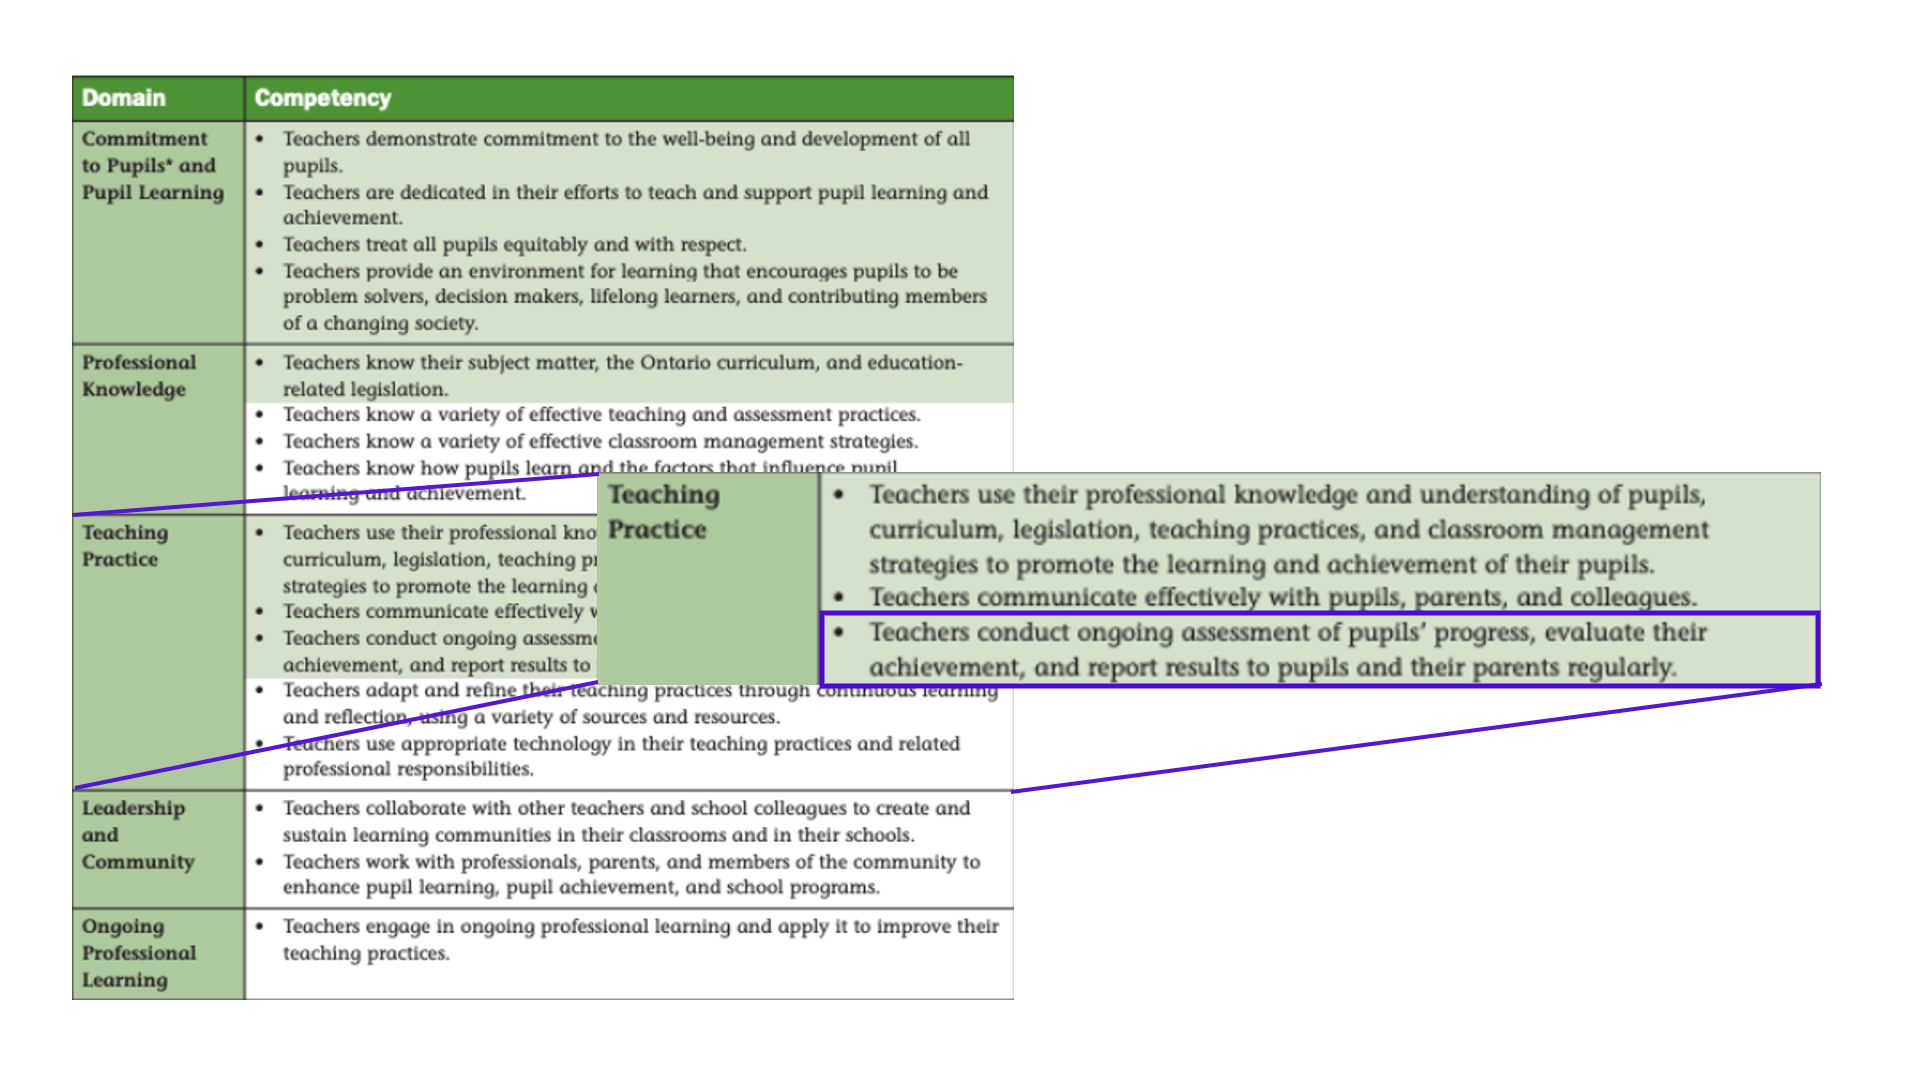 Domain
Competency
Commitment
to Pupils* and
Pupil Learning
• Teachers demonstrate commitment to the well-being and development of all
pupils.
• Teachers are dedicated in their efforts to teach and support pupil learning and
achievement.
• Teachers treat all pupils equitably and with respect.
• Teachers provide an environment for learning that encourages pupils to be
problem solvers, decision makers, lifelong learners, and contributing members
of a changing society.
Professional
Knowledge
• Teachers know their subject matter, the Ontario curriculum, and education-
related legislation.
• Teachers know a variety of effective teaching and assessment practices.
• Teachers know a variety of effective classroom management strategies.
• Teachers know how pupils learn and the factors that influence pupil
learning and achievement.
Teaching
Practice
• Teachers use their professional kno
curriculum, legislation, teaching
strategies to promote the learning
• Teachers communicate effectively
• Teachers conduct ongoing assessme
achievement, and report results to
• Teachers adapt and refine their teaching practices through continuous learning
and reflection, using a variety of sources and resources.
• Teachers use appropriate technology in their teaching practices and related
professional responsibilities.
Teaching
Practice
• Teachers use their professional knowledge and understanding of pupils,
curriculum, legislation, teaching practices, and classroom management
strategies to promote the learning and achievement of their pupils.
• Teachers communicate effectively with pupils, parents, and colleagues.
• Teachers conduct ongoing assessment of pupils’ progress, evaluate their
achievement, and report results to pupils and their parents regularly.
Leadership
and
Community
• Teachers collaborate with other teachers and school colleagues to create and
sustain learning communities in their classrooms and in their schools.
• Teachers work with professionals, parents, and members of the community to
enhance pupil learning, pupil achievement, and school programs.
Ongoing
Professional
Learning
• Teachers engage in ongoing professional learning and apply it to improve their
teaching practices.